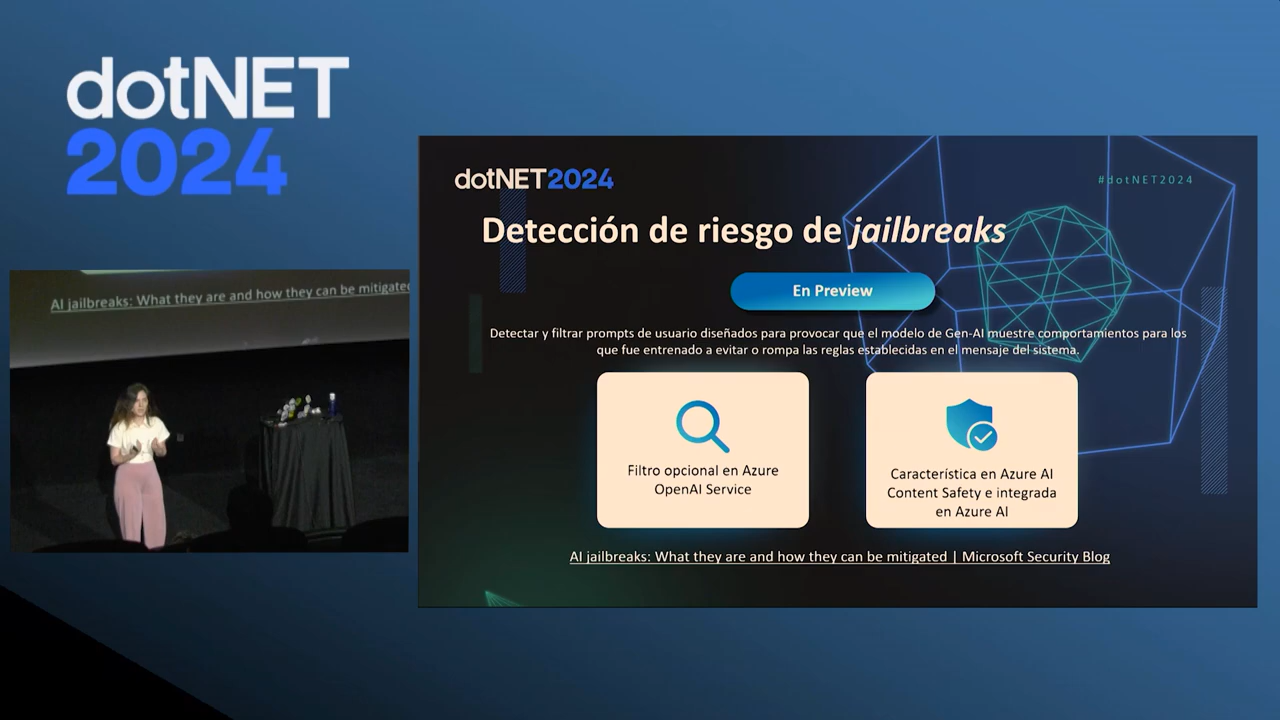 dotNET
2024
AI jailbreaks: What they are and how they can be mitigated
dotNET2024
#dotNET2024
Detección de riesgo de jailbreaks
En Preview
Detectar y filtrar prompts de usuario diseñados para provocar que el modelo de Gen-AI muestre comportamientos para los
que fue entrenado a evitar o rompa las reglas establecidas en el mensaje del sistema.
Filtro opcional en Azure
OpenAI Service
Característica en Azure AI
Content Safety e integrada
en Azure AI
AI jailbreaks: What they are and how they can be mitigated | Microsoft Security Blog